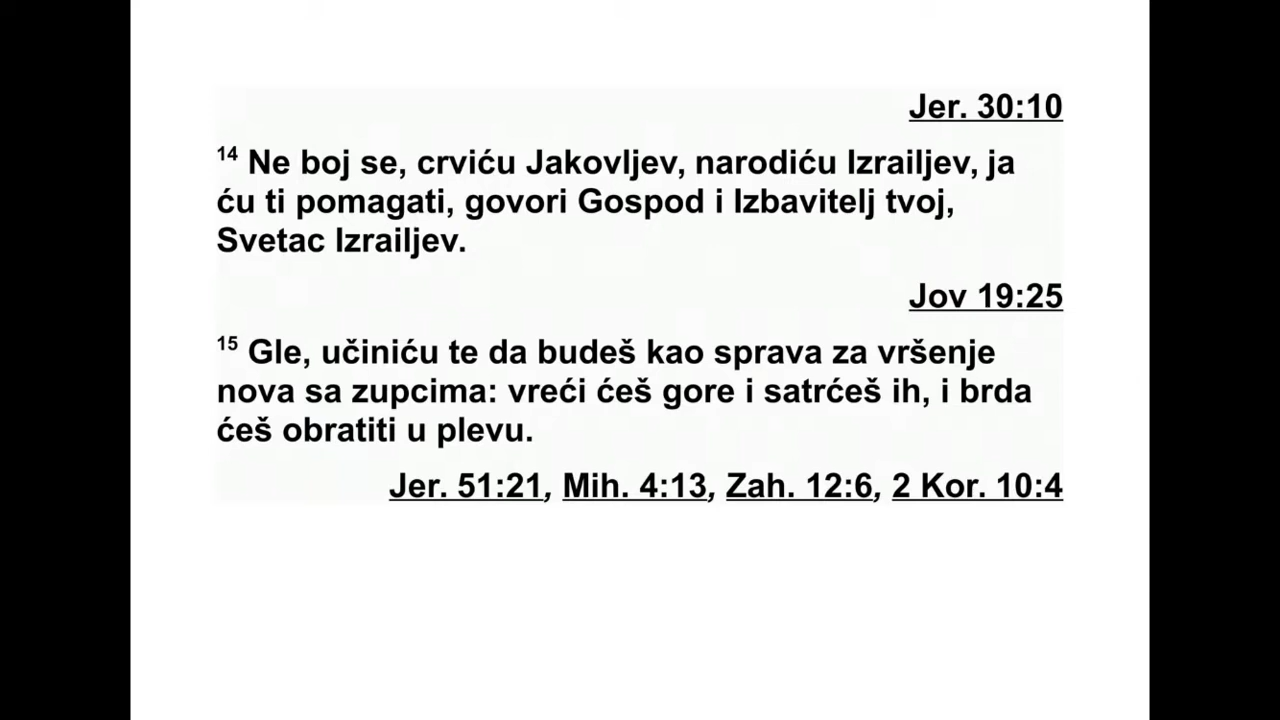 Jer. 30:10
14 Ne boj se, crviću Jakovljev, narodiću Izrailjev, ja
ću ti pomagati, govori Gospod i Izbavitelj tvoj,
Svetac Izrailjev.
Jov 19:25
15 Gle, učiniću te da budeš kao sprava za vršenje
nova sa zupcima: vreći ćeš gore i satrćeš ih, i brda
ćeš obratiti u plevu.
Jer. 51:21, Mih. 4:13, Zah. 12:6, 2 Kor. 10:4